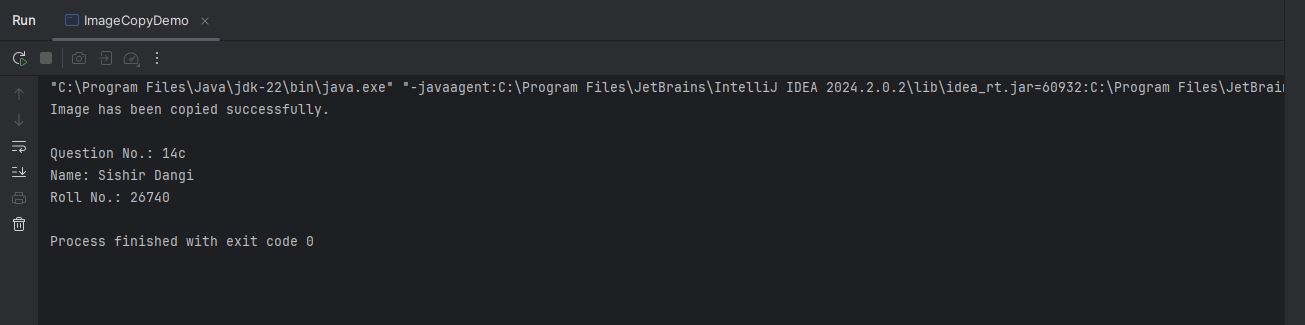 Run ImageCopyDemo
"C:\Program Files\Java\jdk-22\bin\java.exe" "-javaagent:C:\Program Files\JetBrains\IntelliJ IDEA 2024.2.0.2\lib\idea_rt.jar=60932:C:\Program Files\JetBrain
Image has been copied successfully.
Question No.: 14c
Name: Sishir Dangi
Roll No.: 26740
Process finished with exit code 0